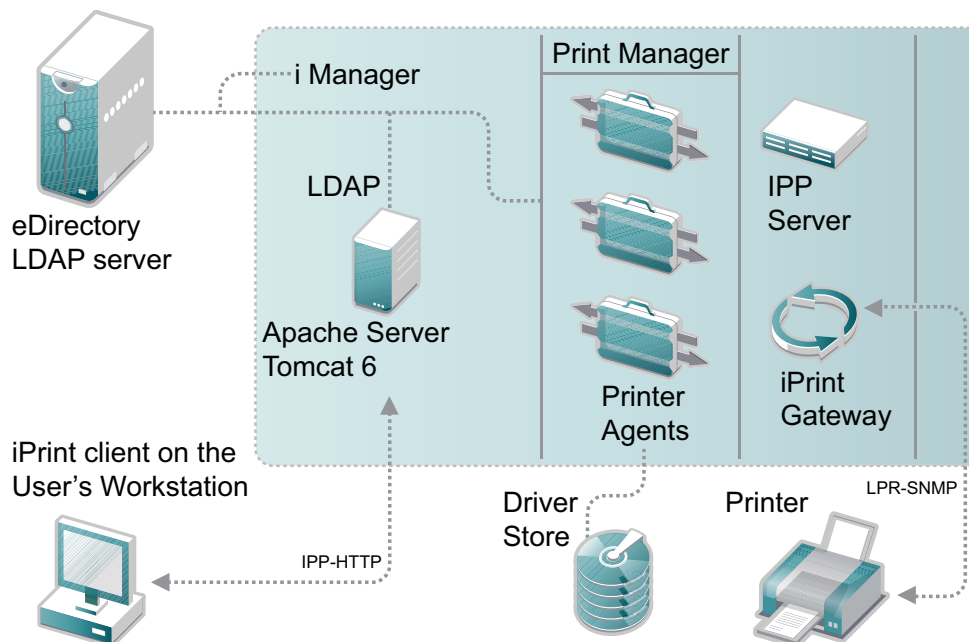 i Manager
Print Manager
eDirectory
LDAP server
LDAP
Apache Server
Tomcat 6
IPP
Server
Printer
Agents
iPrint
Gateway
iPrint client on the
User's Workstation
IPP-HTTP
Driver
Store
Printer
LPR-SNMP